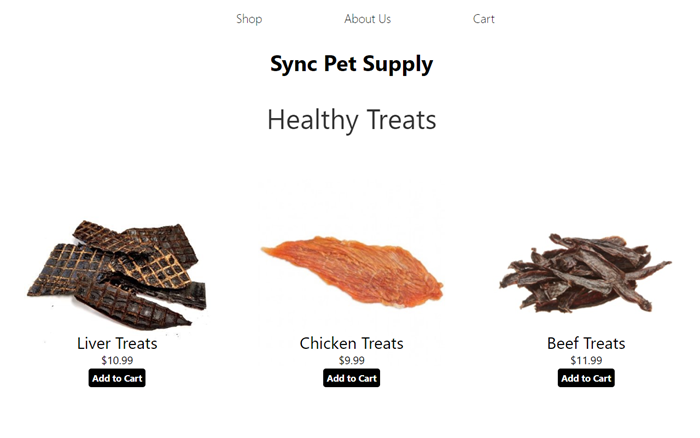 Shop About Us Cart
Sync Pet Supply
Healthy Treats
Liver Treats Chicken Treats Beef Treats
$10.99 $9.99 $11.99
Add to Cart Add to Cart Add to Cart